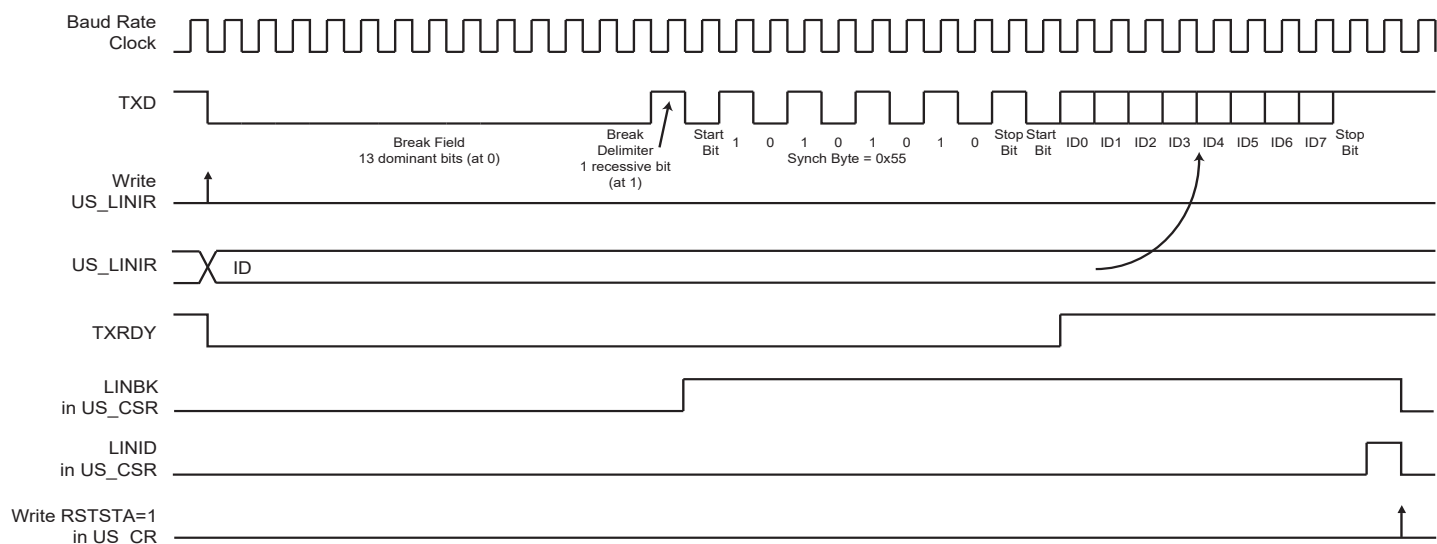 Baud Rate
Clock
TXD
Break Field
13 dominant bits (at 0)
Break
Delimiter
1 recessive bit
(at 1)
Start
Bit
1 0 1 0 1 0 1 0
Synch Byte = 0x55
Stop
Bit
Start
Bit
ID0 ID1 ID2 ID3 ID4 ID5 ID6 ID7
Stop
Bit
Write
US_LINIR
US_LINIR
ID
TXRDY
LINBK
in US_CSR
LINID
in US_CSR
Write RSTSTA=1
in US_CR